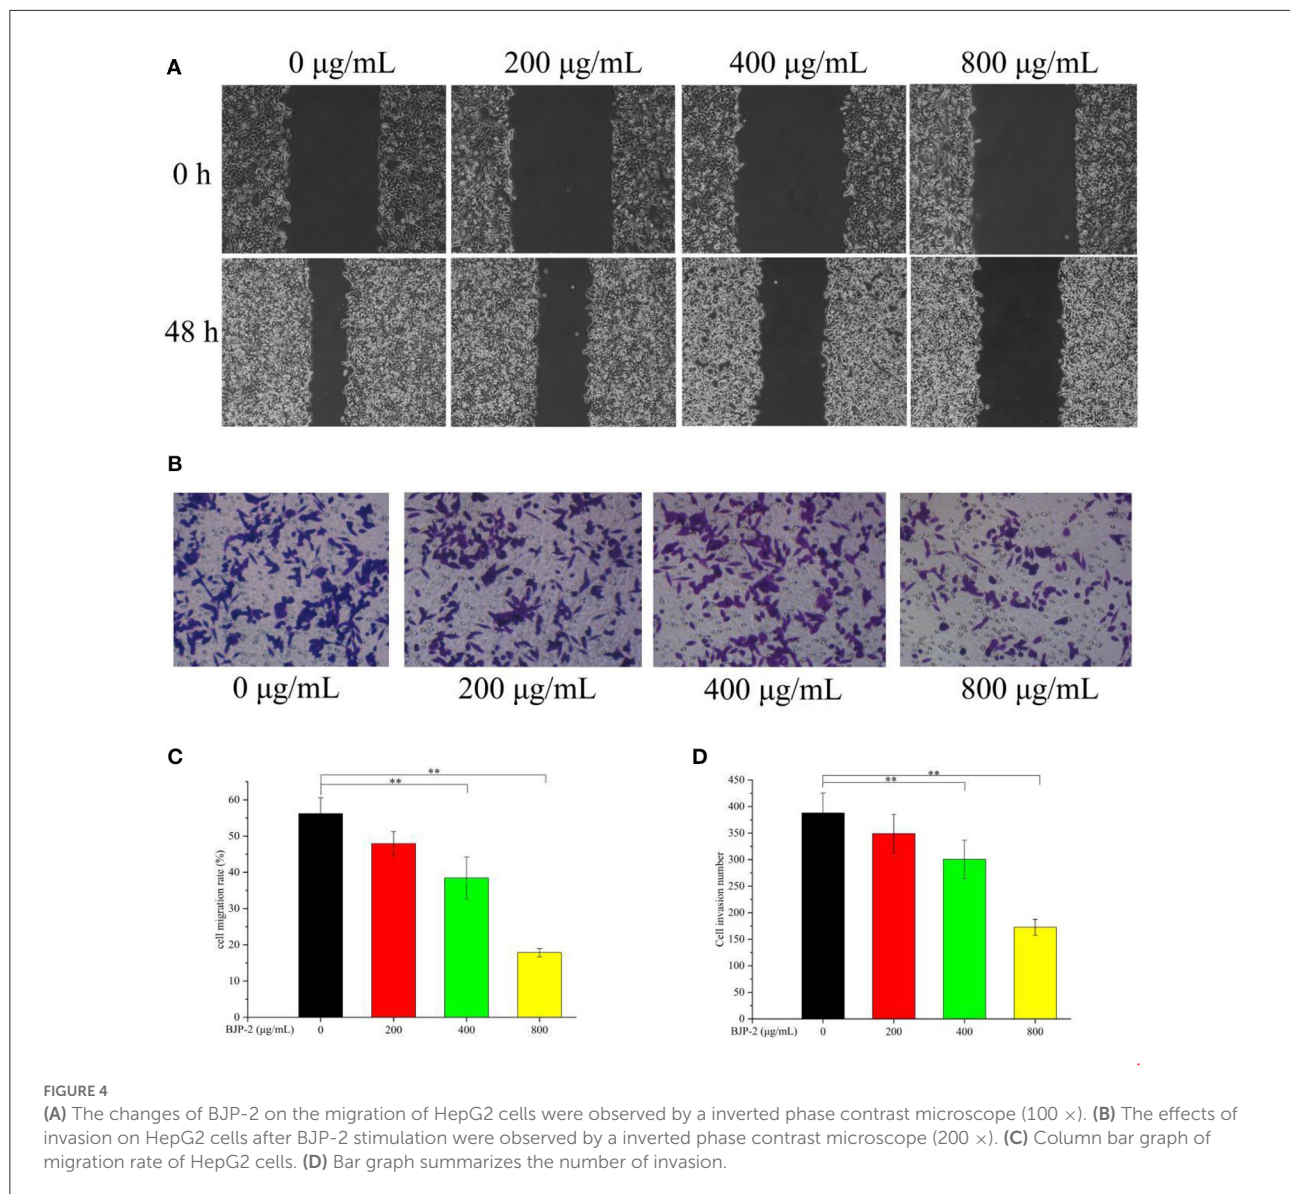 A
0 μg/mL 200 μg/mL 400 μg/mL 800 μg/mL
0 h
48 h
B
0 μg/mL 200 μg/mL 400 μg/mL 800 μg/mL
C
cell migration rate (%)
60
50
40
30
20
10
0
** **
BJP-2 (μg/mL) 0 200 400 800
D
Cell invasion number
450
400
350
300
250
200
150
100
50
0
** **
BJP-2 (μg/mL) 0 200 400 800
FIGURE 4
(A) The changes of BJP-2 on the migration of HepG2 cells were observed by a inverted phase contrast microscope (100 ×). (B) The effects of
invasion on HepG2 cells after BJP-2 stimulation were observed by a inverted phase contrast microscope (200 ×). (C) Column bar graph of
migration rate of HepG2 cells. (D) Bar graph summarizes the number of invasion.